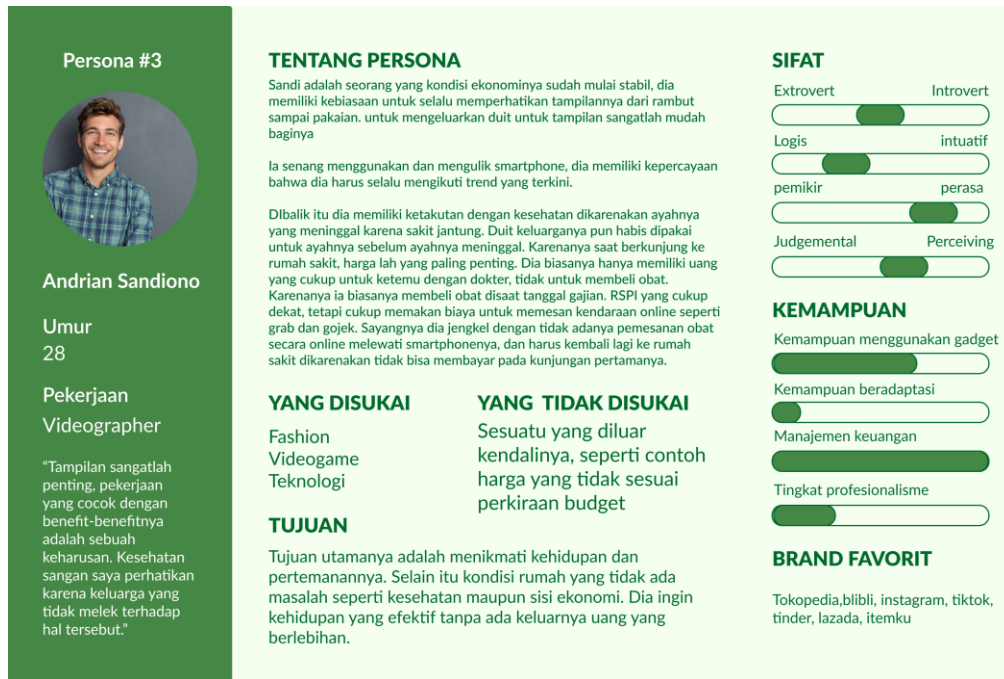 Persona #3
Andrian Sandiono
Umur
28
Pekerjaan
Videographer
“Tampilan sangatlah
penting, pekerjaan
yang cocok dengan
benefit-benefitnya
adalah sebuah
keharusan. Kesehatan
sangan saya perhatikan
karena keluarga yang
tidak melek terhadap
hal tersebut.”
TENTANG PERSONA
Sandi adalah seorang yang kondisi ekonominya sudah mulai stabil, dia
memiliki kebiasaan untuk selalu memperhatikan tampilannya dari rambut
sampai pakaian. untuk mengeluarkan duit untuk tampilan sangatlah mudah
baginya
Ia senang menggunakan dan mengulik smartphone, dia memiliki kepercayaan
bahwa dia harus selalu mengikuti trend yang terkini.
DIbalik itu dia memiliki ketakutan dengan kesehatan dikarenakan ayahnya
yang meninggal karena sakit jantung. Duit keluarganya pun habis dipakai
untuk ayahnya sebelum ayahnya meninggal. Karenanya saat berkunjung ke
rumah sakit, harga lah yang paling penting. Dia biasanya hanya memiliki uang
yang cukup untuk ketemu dengan dokter, tidak untuk membeli obat.
Karenanya ia biasanya membeli obat disaat tanggal gajian. RSPI yang cukup
dekat, tetapi cukup memakan biaya untuk memesan kendaraan online seperti
grab dan gojek. Sayangnya dia jengkel dengan tidak adanya pemesanan obat
secara online melewati smartphonenya, dan harus kembali lagi ke rumah
sakit dikarenakan tidak bisa membayar pada kunjungan pertamanya.
YANG DISUKAI
Fashion
Videogame
Teknologi
YANG TIDAK DISUKAI
Sesuatu yang diluar
kendalinya, seperti contoh
harga yang tidak sesuai
perkiraan budget
TUJUAN
Tujuan utamanya adalah menikmati kehidupan dan
pertemanannya. Selain itu kondisi rumah yang tidak ada
masalah seperti kesehatan maupun sisi ekonomi. Dia ingin
kehidupan yang efektif tanpa ada keluarnya uang yang
berlebihan.
SIFAT
Extrovert Introvert
Logis intuatif
pemikir perasa
Judgemental Perceiving
KEMAMPUAN
Kemampuan menggunakan gadget
Kemampuan beradaptasi
Manajemen keuangan
Tingkat profesionalisme
BRAND FAVORIT
Tokopedia,blibli, instagram, tiktok,
tinder, lazada, itemku